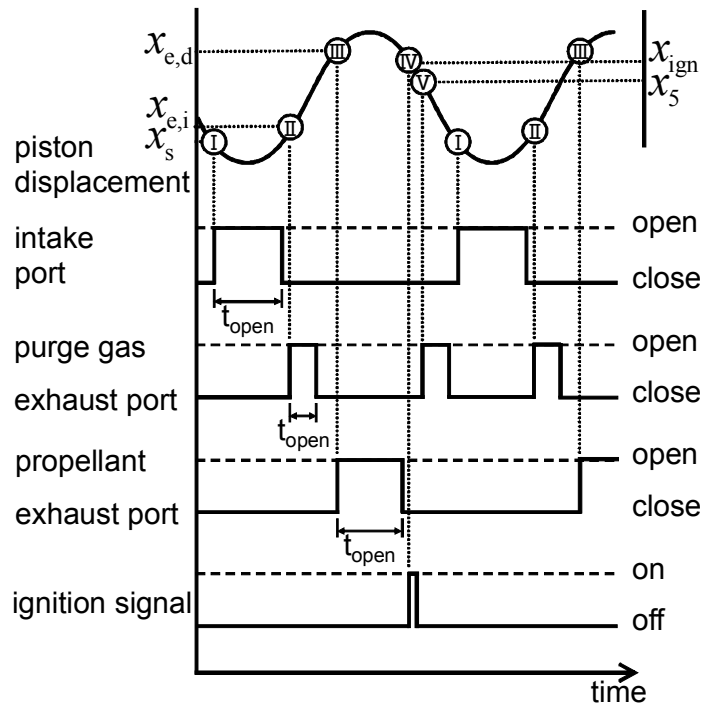 x_e,d
x_e,i
x_s
piston
displacement
Ⅰ
Ⅱ
Ⅲ
Ⅳ
Ⅴ
Ⅰ
Ⅱ
Ⅲ
x_ign
x_5
intake
port
open
close
t_open
purge gas
exhaust port
open
close
t_open
propellant
exhaust port
open
close
t_open
ignition signal
on
off
time